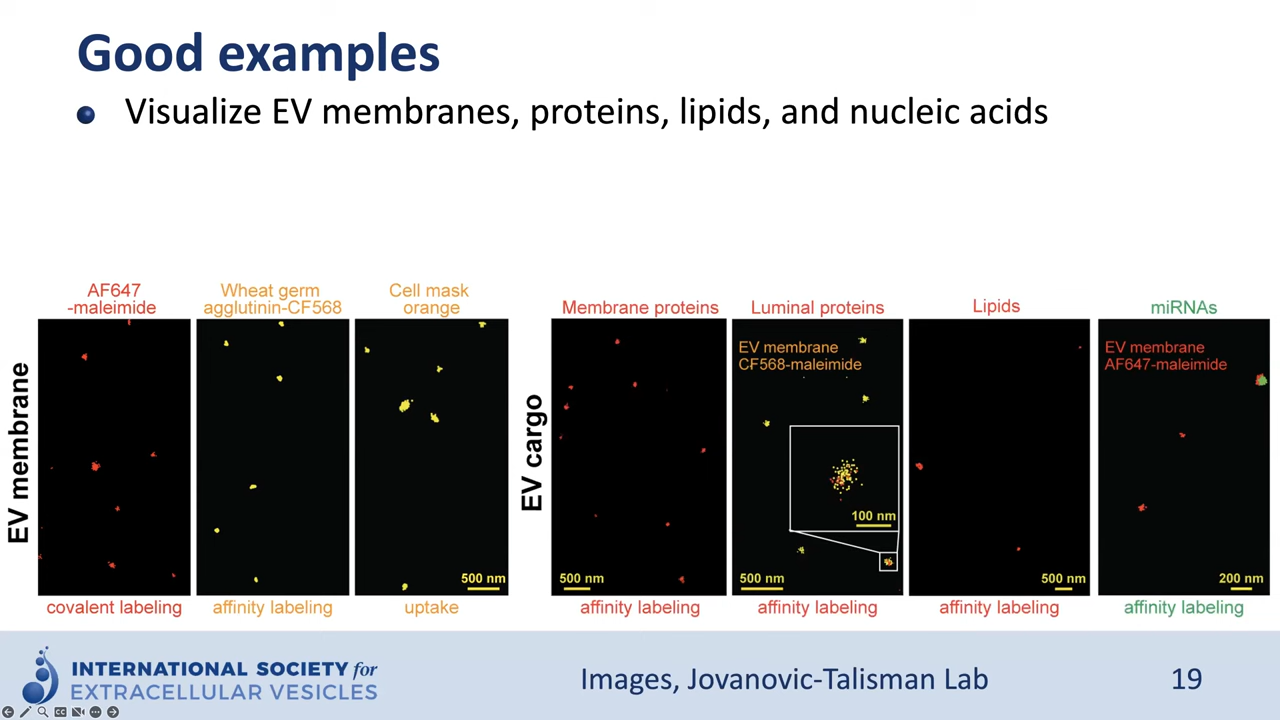 Good examples
Visualize EV membranes, proteins, lipids, and nucleic acids
EV membrane
AF647
-maleimide
covalent labeling
Wheat germ
agglutinin-CF568
affinity labeling
Cell mask
orange
500 nm
uptake
EV cargo
Membrane proteins
500 nm
affinity labeling
Luminal proteins
EV membrane
CF568-maleimide
100 nm
500 nm
affinity labeling
Lipids
500 nm
affinity labeling
miRNAs
EV membrane
AF647-maleimide
200 nm
affinity labeling
INTERNATIONAL SOCIETY for
EXTRACELLULAR VESICLES
Images, Jovanovic-Talisman Lab
19